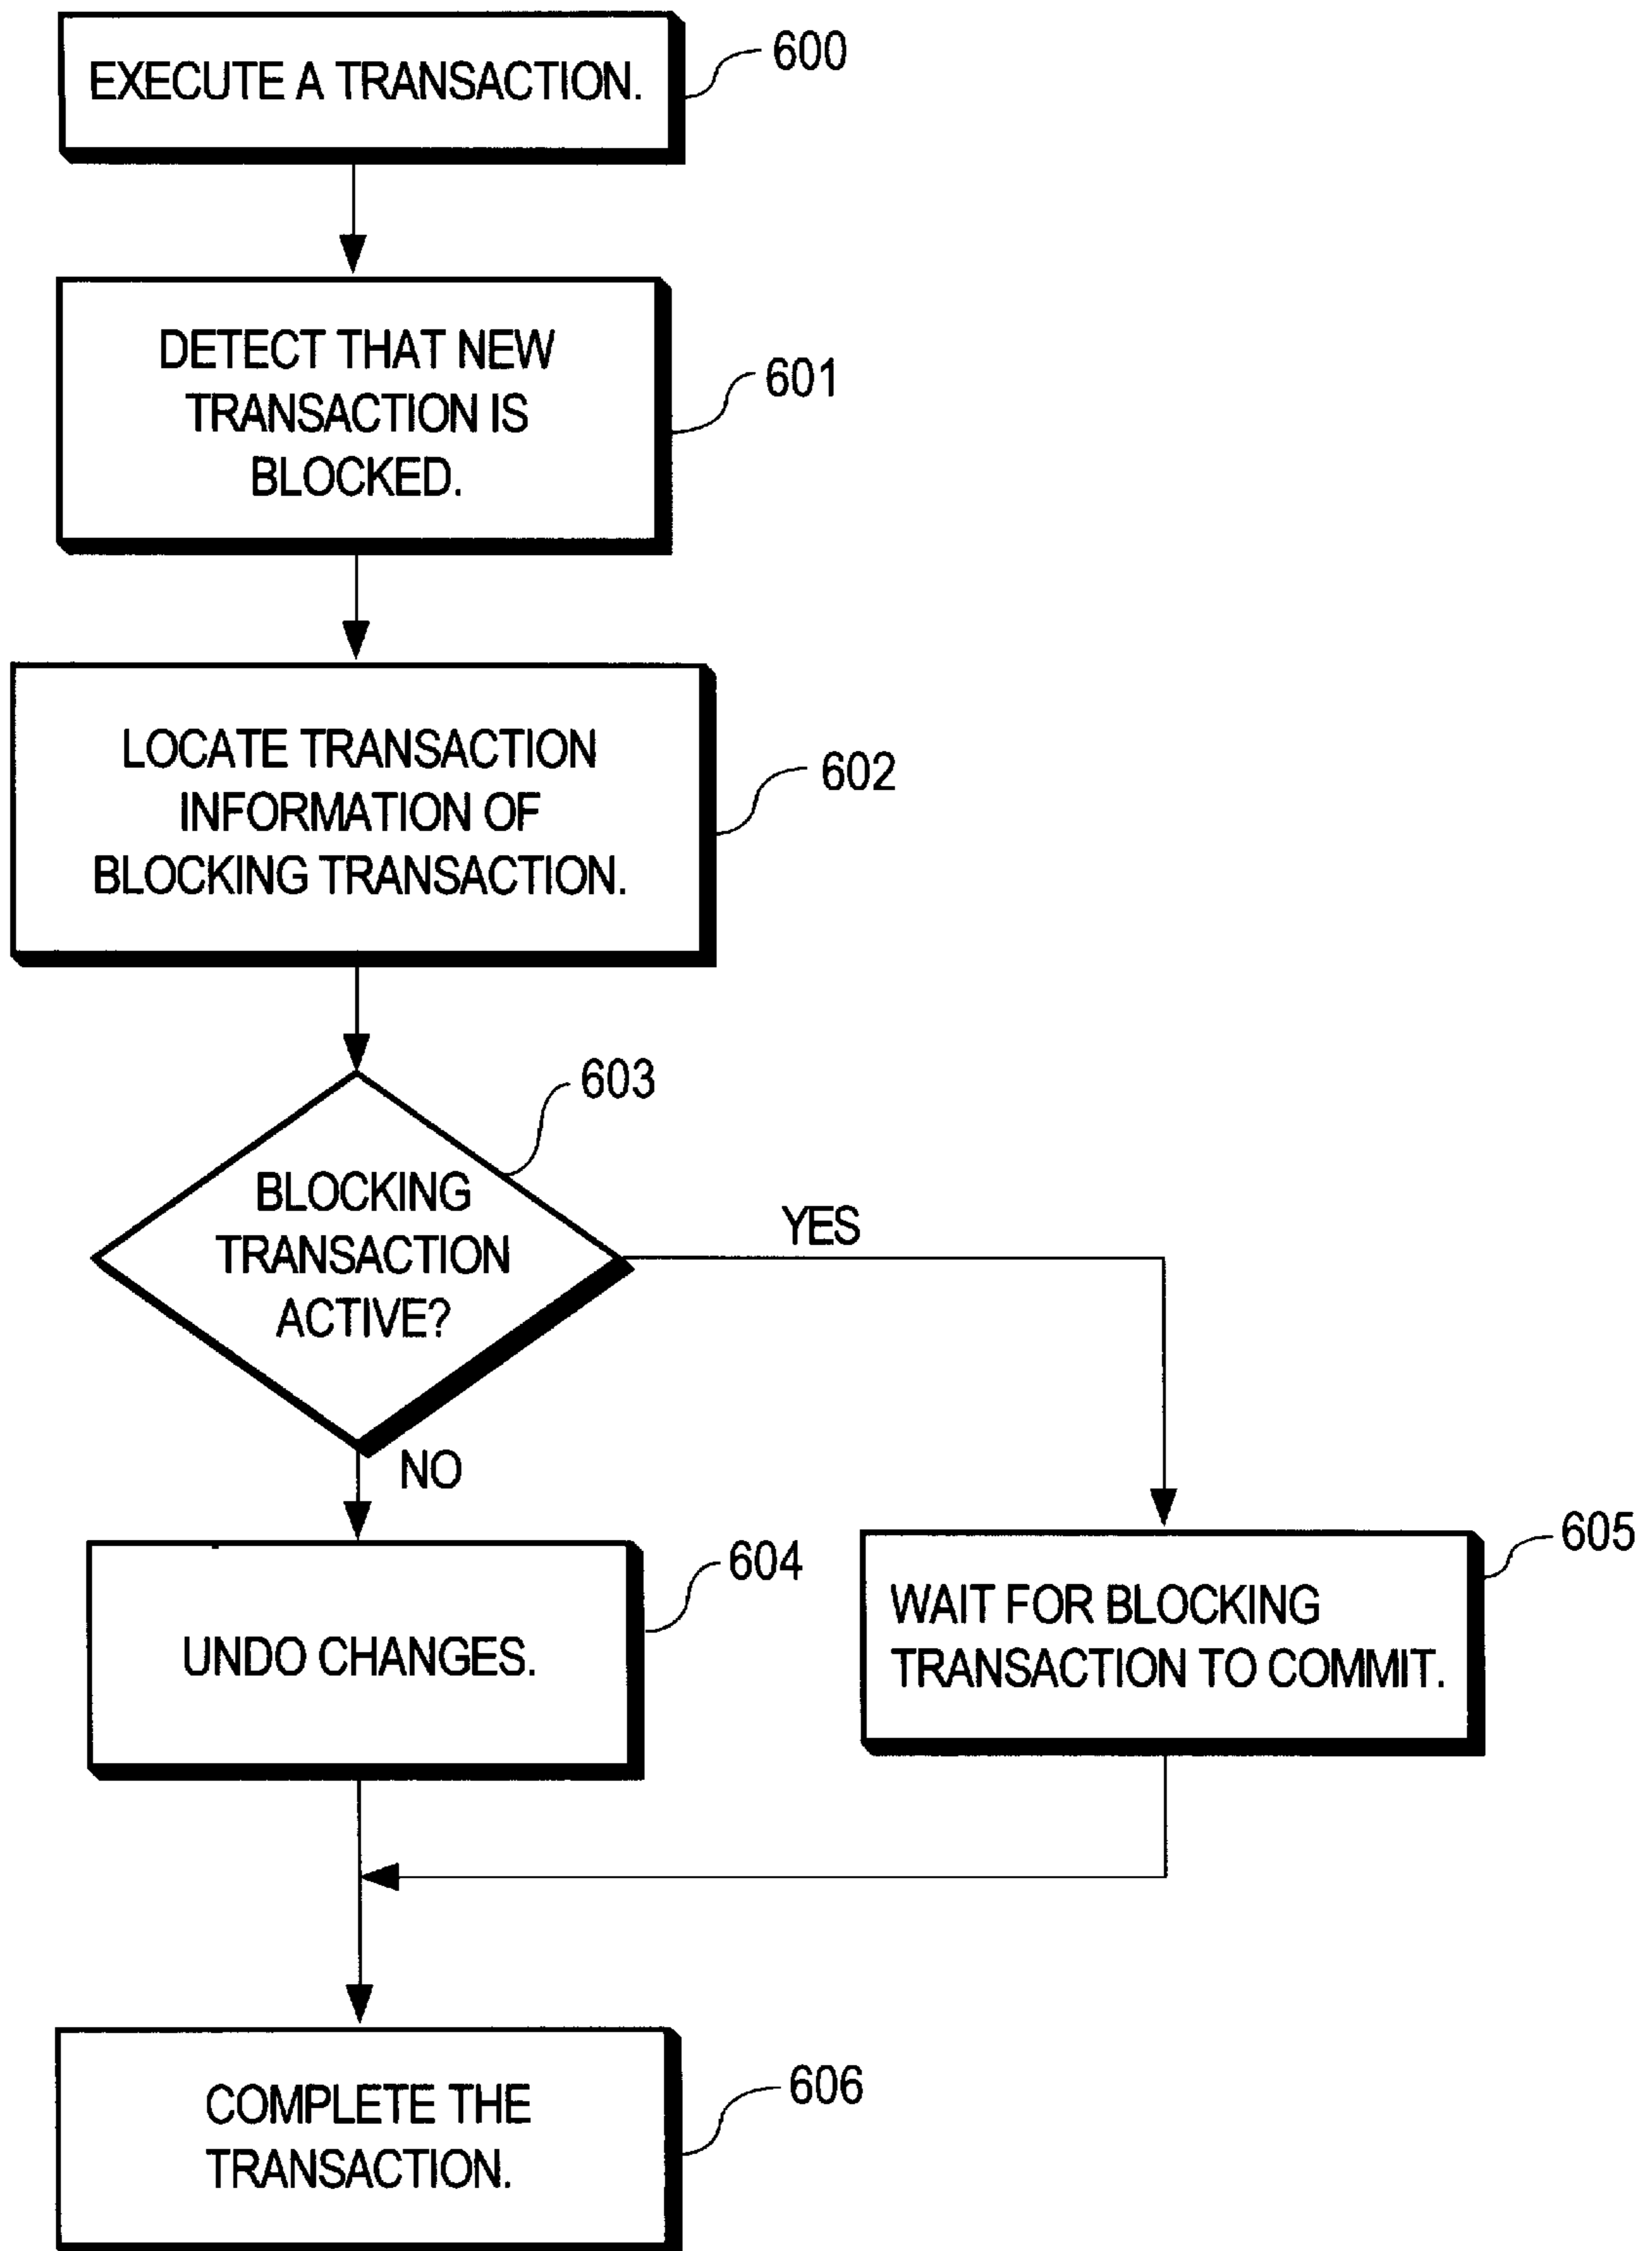 EXECUTE A TRANSACTION.
600
DETECT THAT NEW
TRANSACTION IS
BLOCKED.
601
LOCATE TRANSACTION
INFORMATION OF
BLOCKING TRANSACTION.
602
603
BLOCKING
TRANSACTION
ACTIVE?
YES
NO
UNDO CHANGES.
604
WAIT FOR BLOCKING
TRANSACTION TO COMMIT.
605
COMPLETE THE
TRANSACTION.
606